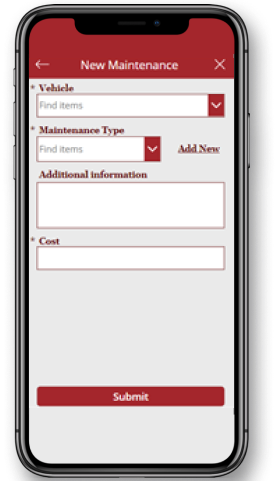 New Maintenance
* Vehicle
Find items
* Maintenance Type
Find items
Add New
Additional information
* Cost
Submit